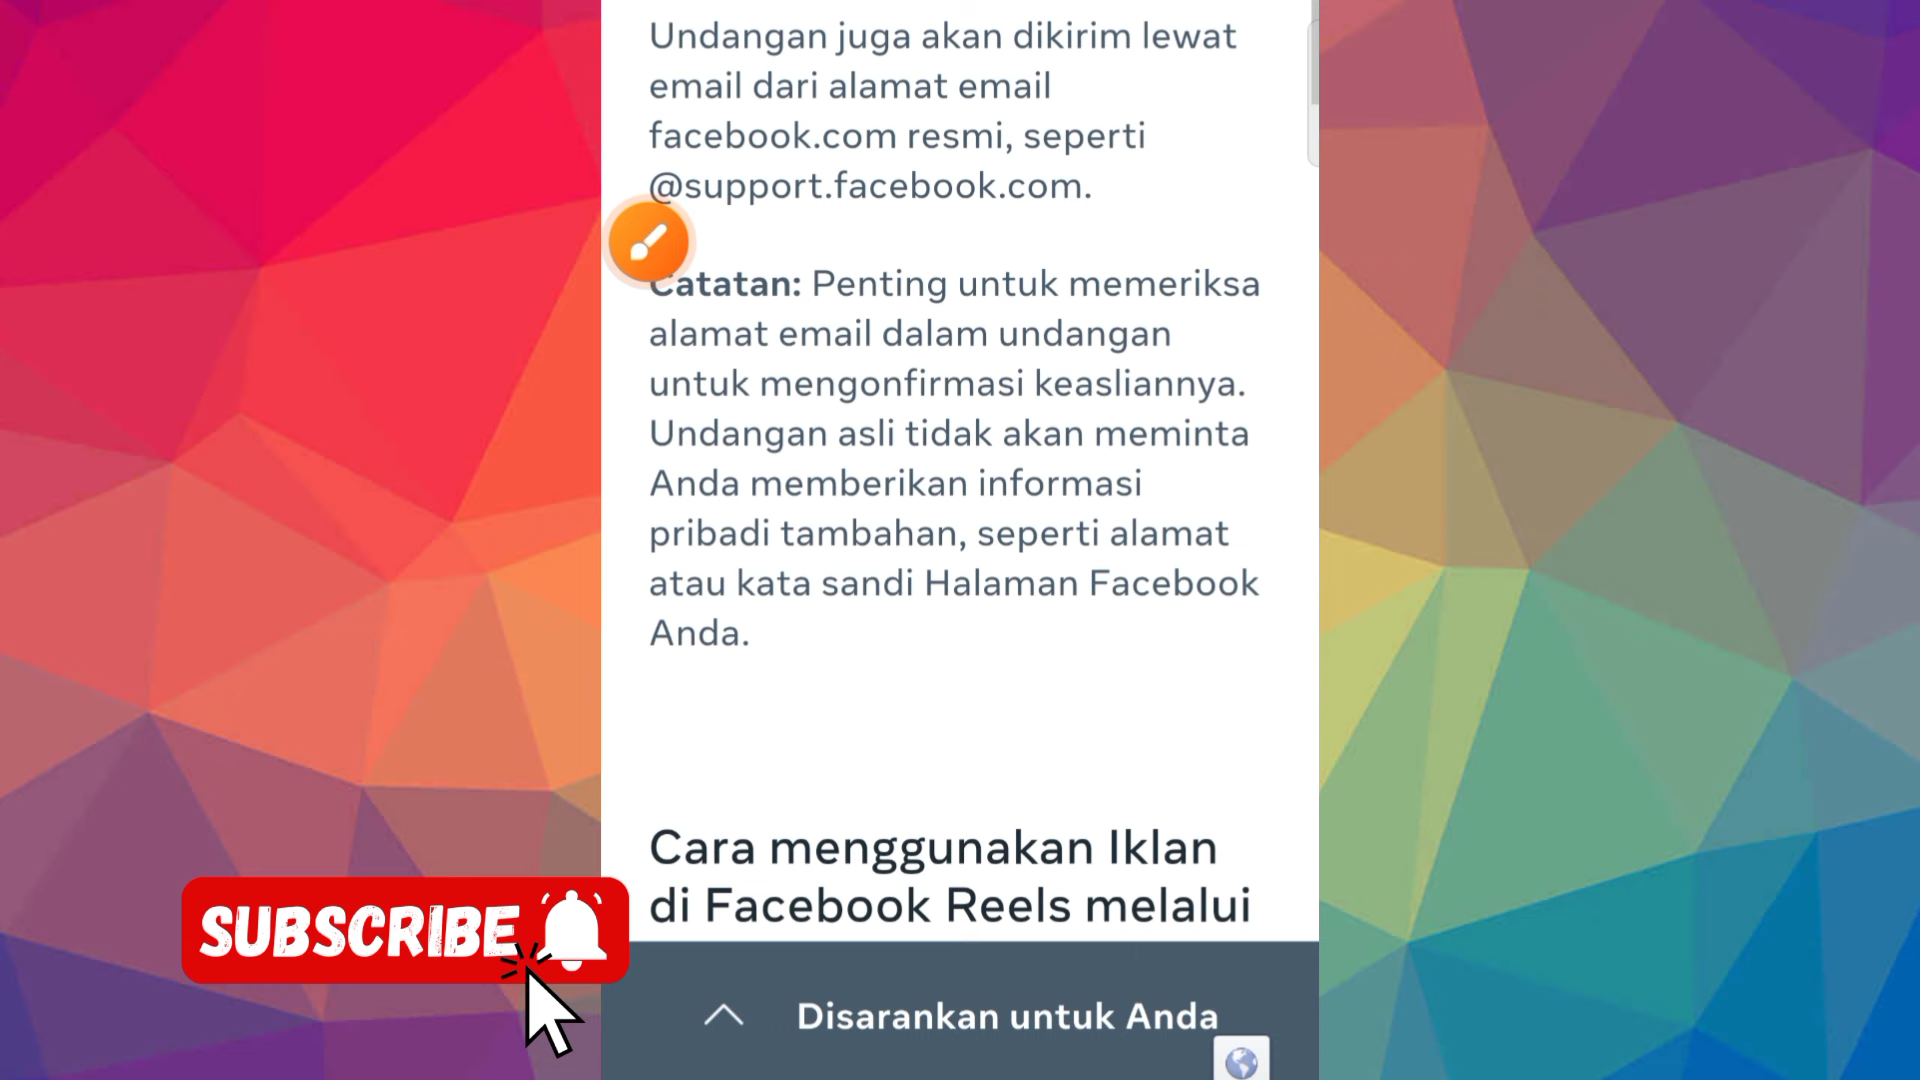 Undangan juga akan dikirim lewat
email dari alamat email
facebook.com resmi, seperti
@support.facebook.com.
Catatan: Penting untuk memeriksa
alamat email dalam undangan
untuk mengonfirmasi keasliannya.
Undangan asli tidak akan meminta
Anda memberikan informasi
pribadi tambahan, seperti alamat
atau kata sandi Halaman Facebook
Anda.
Cara menggunakan Iklan
di Facebook Reels melalui
SUBSCRIBE
Disarankan untuk Anda